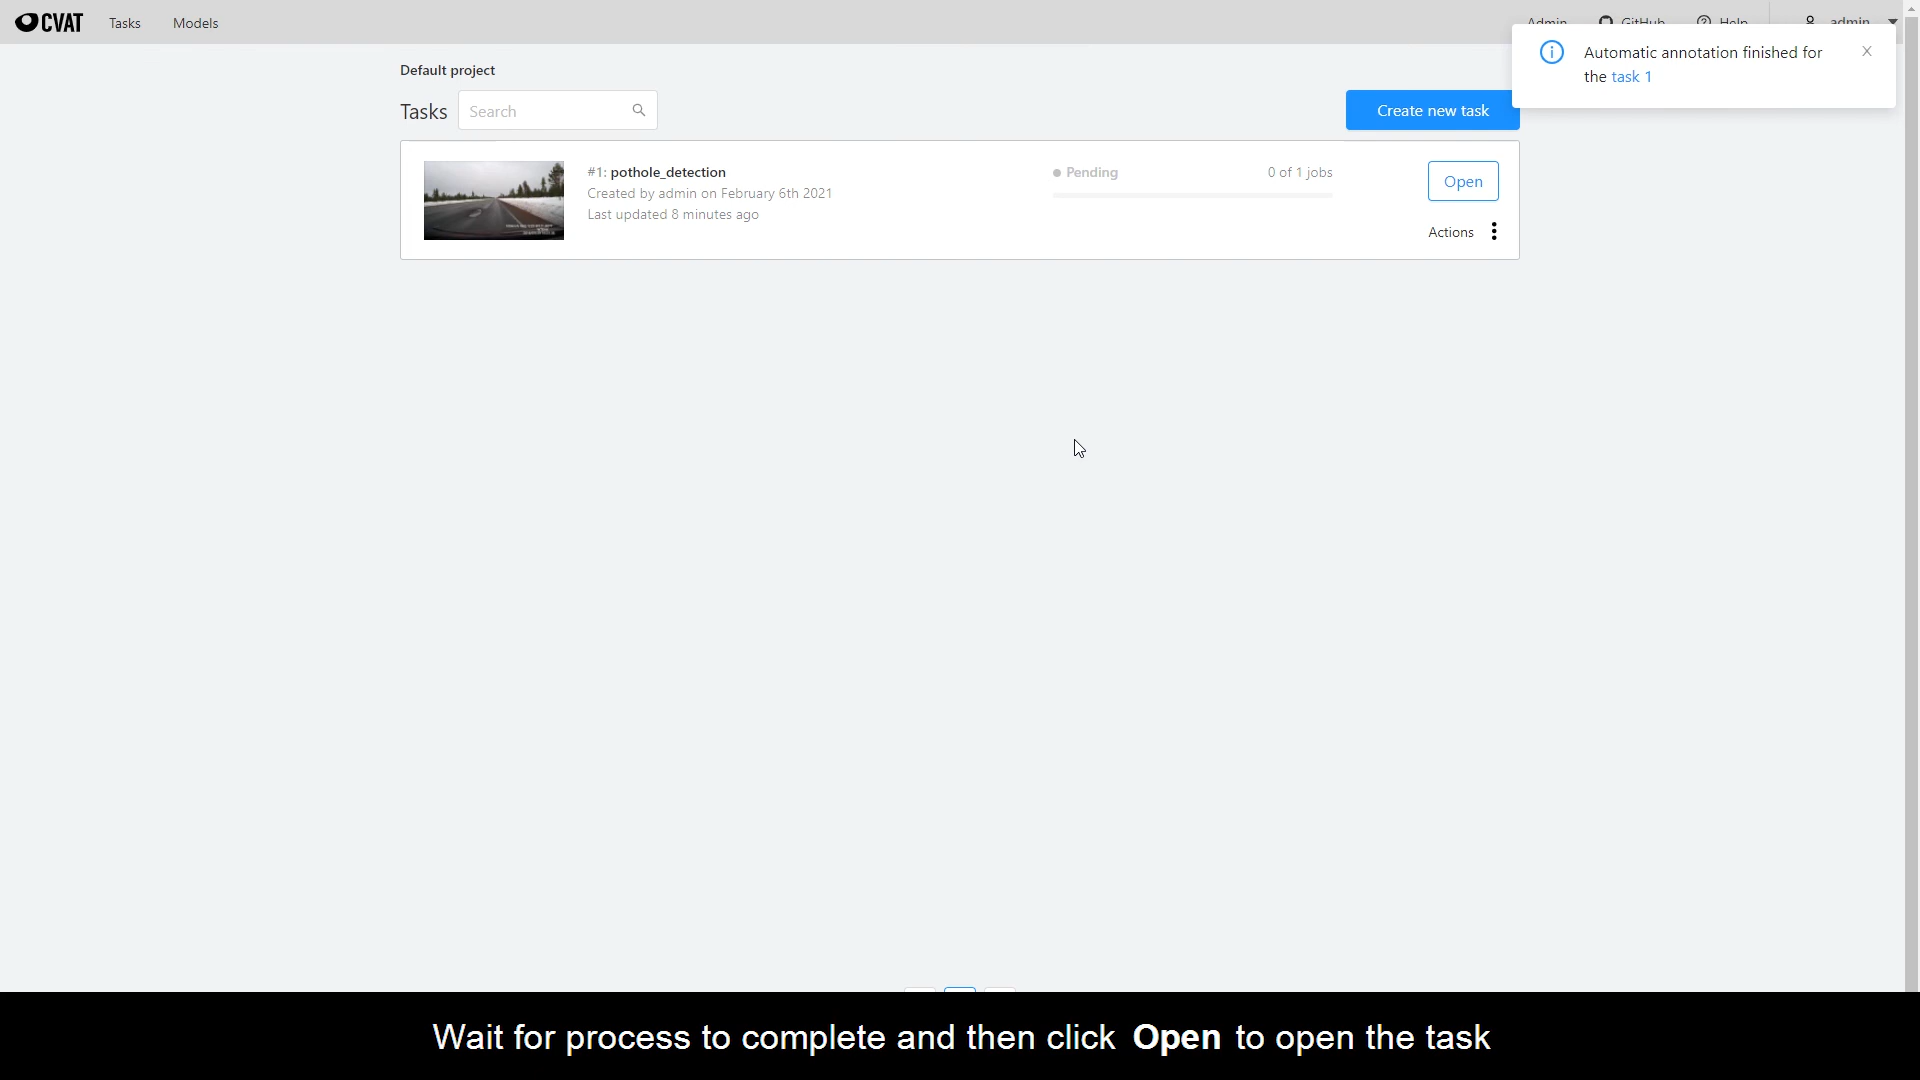 CVAT Tasks Models Admin GitHub Help admin
Automatic annotation finished for
the task 1
Default project
Tasks Search Create new task
#1: pothole_detection Pending 0 of 1 jobs Open
Created by admin on February 6th 2021
Last updated 8 minutes ago
Actions
Wait for process to complete and then click Open to open the task